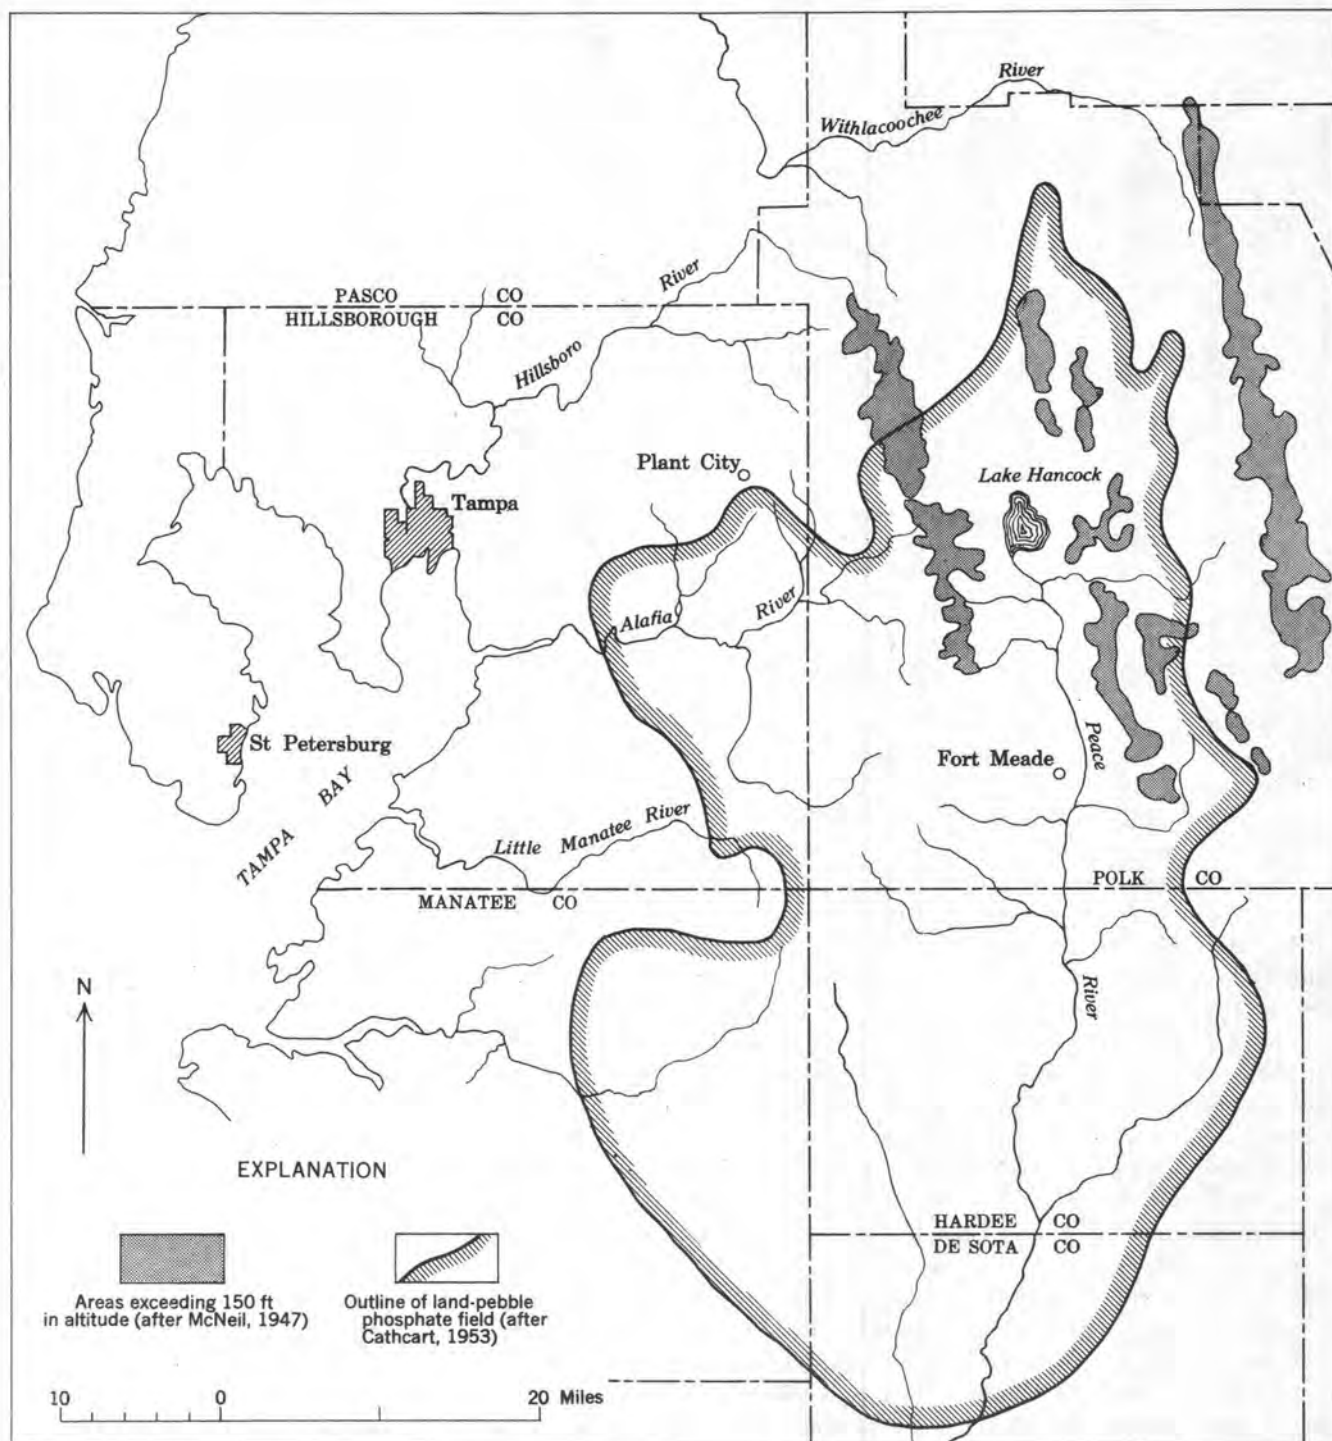 River
Withlacoochee
River
PASCO CO
HILLSBOROUGH CO
Hillsboro
Plant City
Lake Hancock
Tampa
Alafia
River
St Petersburg
Peace
Fort Meade
TAMPA BAY
Little Manatee River
POLK CO
MANATEE CO
N
River
EXPLANATION
HARDEE CO
DE SOTA CO
Areas exceeding 150 ft
in altitude (after McNeil, 1947)
Outline of land-pebble
phosphate field (after
Cathcart, 1953)
10 0 20 Miles